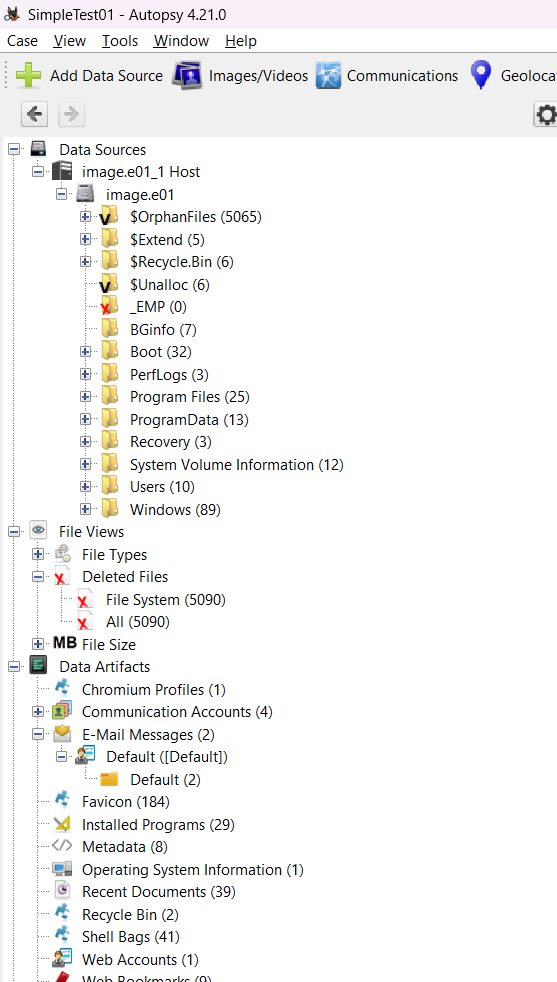 SimpleTest01 - Autopsy 4.21.0
Case View Tools Window Help
Add Data Source Images/Videos Communications Geoloca
Data Sources
image.e01_1 Host
image.e01
$OrphanFiles (5065)
$Extend (5)
$Recycle.Bin (6)
$Unalloc (6)
_EMP (0)
BGinfo (7)
Boot (32)
PerfLogs (3)
Program Files (25)
ProgramData (13)
Recovery (3)
System Volume Information (12)
Users (10)
Windows (89)
File Views
File Types
Deleted Files
File System (5090)
All (5090)
MB File Size
Data Artifacts
Chromium Profiles (1)
Communication Accounts (4)
E-Mail Messages (2)
Default ([Default])
Default (2)
Favicon (184)
Installed Programs (29)
Metadata (8)
Operating System Information (1)
Recent Documents (39)
Recycle Bin (2)
Shell Bags (41)
Web Accounts (1)
Web Bookmarks (9)